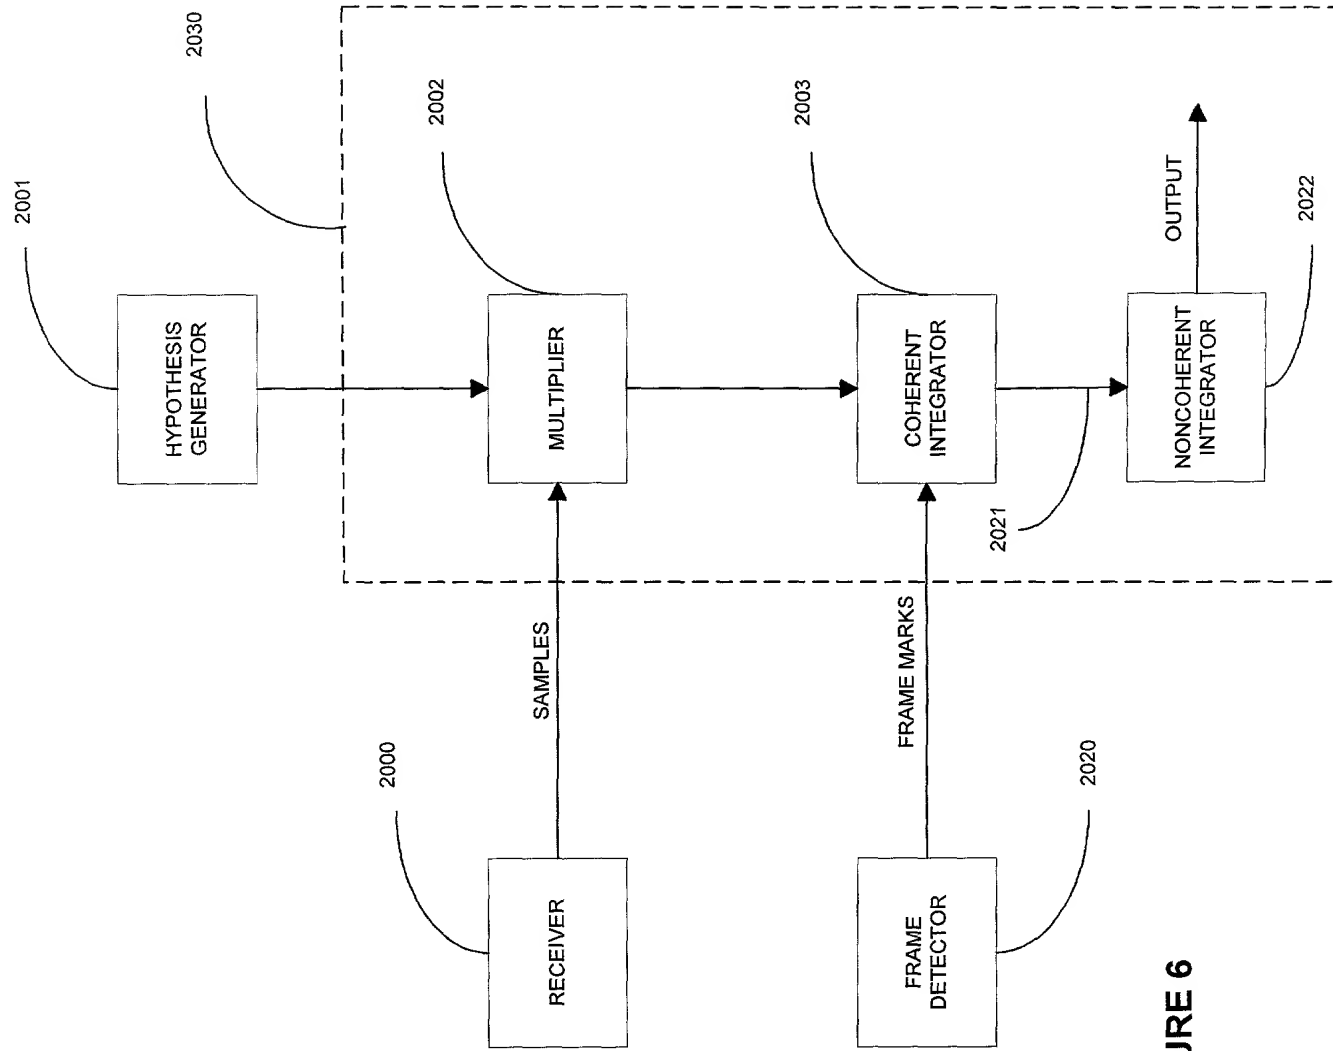 2001
2030
HYPOTHESIS
GENERATOR
2002
MULTIPLIER
2003
COHERENT
INTEGRATOR
OUTPUT
2021
NONCOHERENT
INTEGRATOR
2022
SAMPLES
2000
RECEIVER
FRAME MARKS
2020
FRAME
DETECTOR
URE 6